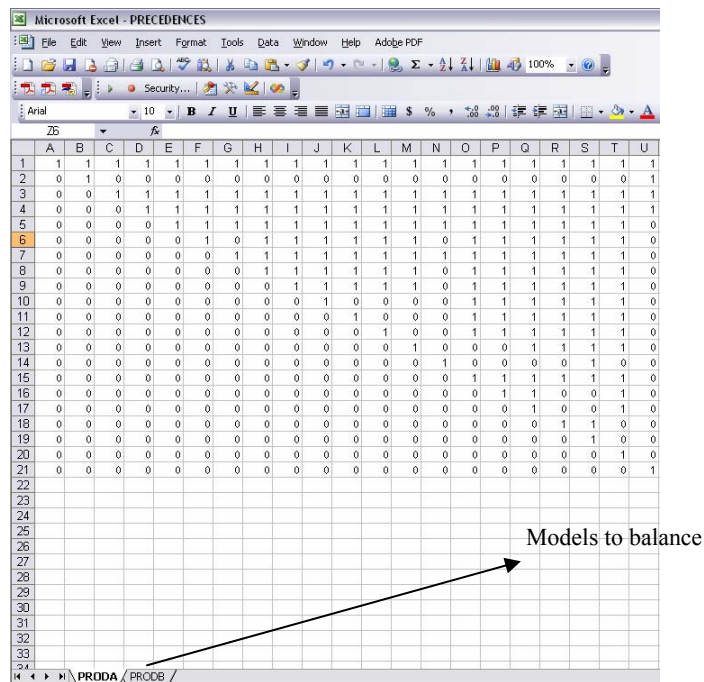 Microsoft Excel - PRECEDENCES
File Edit View Insert Format Tools Data Window Help Adobe PDF
Σ 100%
Security...
Arial 10 B I U $ % ,
Z6 fx
A B C D E F G H I J K L M N O P Q R S T U
1 1 1 1 1 1 1 1 1 1 1 1 1 1 1 1 1 1 1 1 1 1
2 0 1 0 0 0 0 0 0 0 0 0 0 0 0 0 0 0 0 0 0 1
3 0 0 1 1 1 1 1 1 1 1 1 1 1 1 1 1 1 1 1 1 1
4 0 0 0 1 1 1 1 1 1 1 1 1 1 1 1 1 1 1 1 1 1
5 0 0 0 0 1 1 1 1 1 1 1 1 1 1 1 1 1 1 1 1 0
6 0 0 0 0 0 1 0 1 1 1 1 1 1 0 1 1 1 1 1 1 0
7 0 0 0 0 0 0 1 1 1 1 1 1 1 0 1 1 1 1 1 1 0
8 0 0 0 0 0 0 0 1 1 1 1 1 1 0 1 1 1 1 1 1 0
9 0 0 0 0 0 0 0 0 1 1 1 1 1 0 1 1 1 1 1 1 0
10 0 0 0 0 0 0 0 0 0 1 0 0 0 0 1 1 1 1 1 1 0
11 0 0 0 0 0 0 0 0 0 0 1 0 0 0 1 1 1 1 1 1 0
12 0 0 0 0 0 0 0 0 0 0 0 1 0 0 1 1 1 1 1 1 0
13 0 0 0 0 0 0 0 0 0 0 0 0 1 0 0 0 1 1 1 1 0
14 0 0 0 0 0 0 0 0 0 0 0 0 0 1 0 0 0 0 1 0 0
15 0 0 0 0 0 0 0 0 0 0 0 0 0 0 1 1 1 1 1 1 0
16 0 0 0 0 0 0 0 0 0 0 0 0 0 0 0 1 1 0 0 1 0
17 0 0 0 0 0 0 0 0 0 0 0 0 0 0 0 0 1 0 0 1 0
18 0 0 0 0 0 0 0 0 0 0 0 0 0 0 0 0 0 1 1 0 0
19 0 0 0 0 0 0 0 0 0 0 0 0 0 0 0 0 0 0 1 0 0
20 0 0 0 0 0 0 0 0 0 0 0 0 0 0 0 0 0 0 0 1 0
21 0 0 0 0 0 0 0 0 0 0 0 0 0 0 0 0 0 0 0 0 1
22
23
24
25
26
Models to balance
27
28
29
30
31
32
33
34
PRODA PRODB